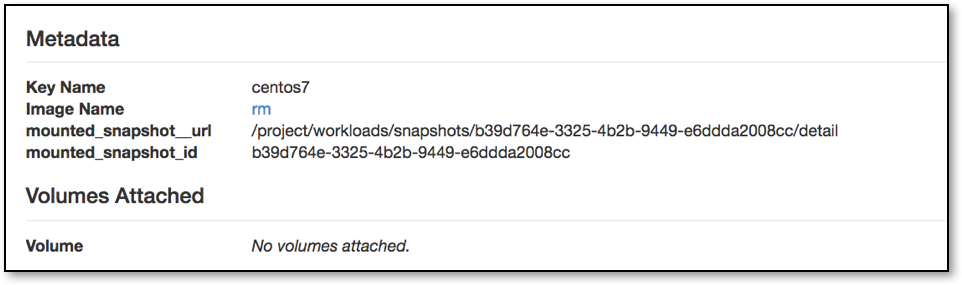 Metadata
Key Name centos7
Image Name rm
mounted_snapshot__url /project/workloads/snapshots/b39d764e-3325-4b2b-9449-e6ddda2008cc/detail
mounted_snapshot_id b39d764e-3325-4b2b-9449-e6ddda2008cc
Volumes Attached
Volume No volumes attached.